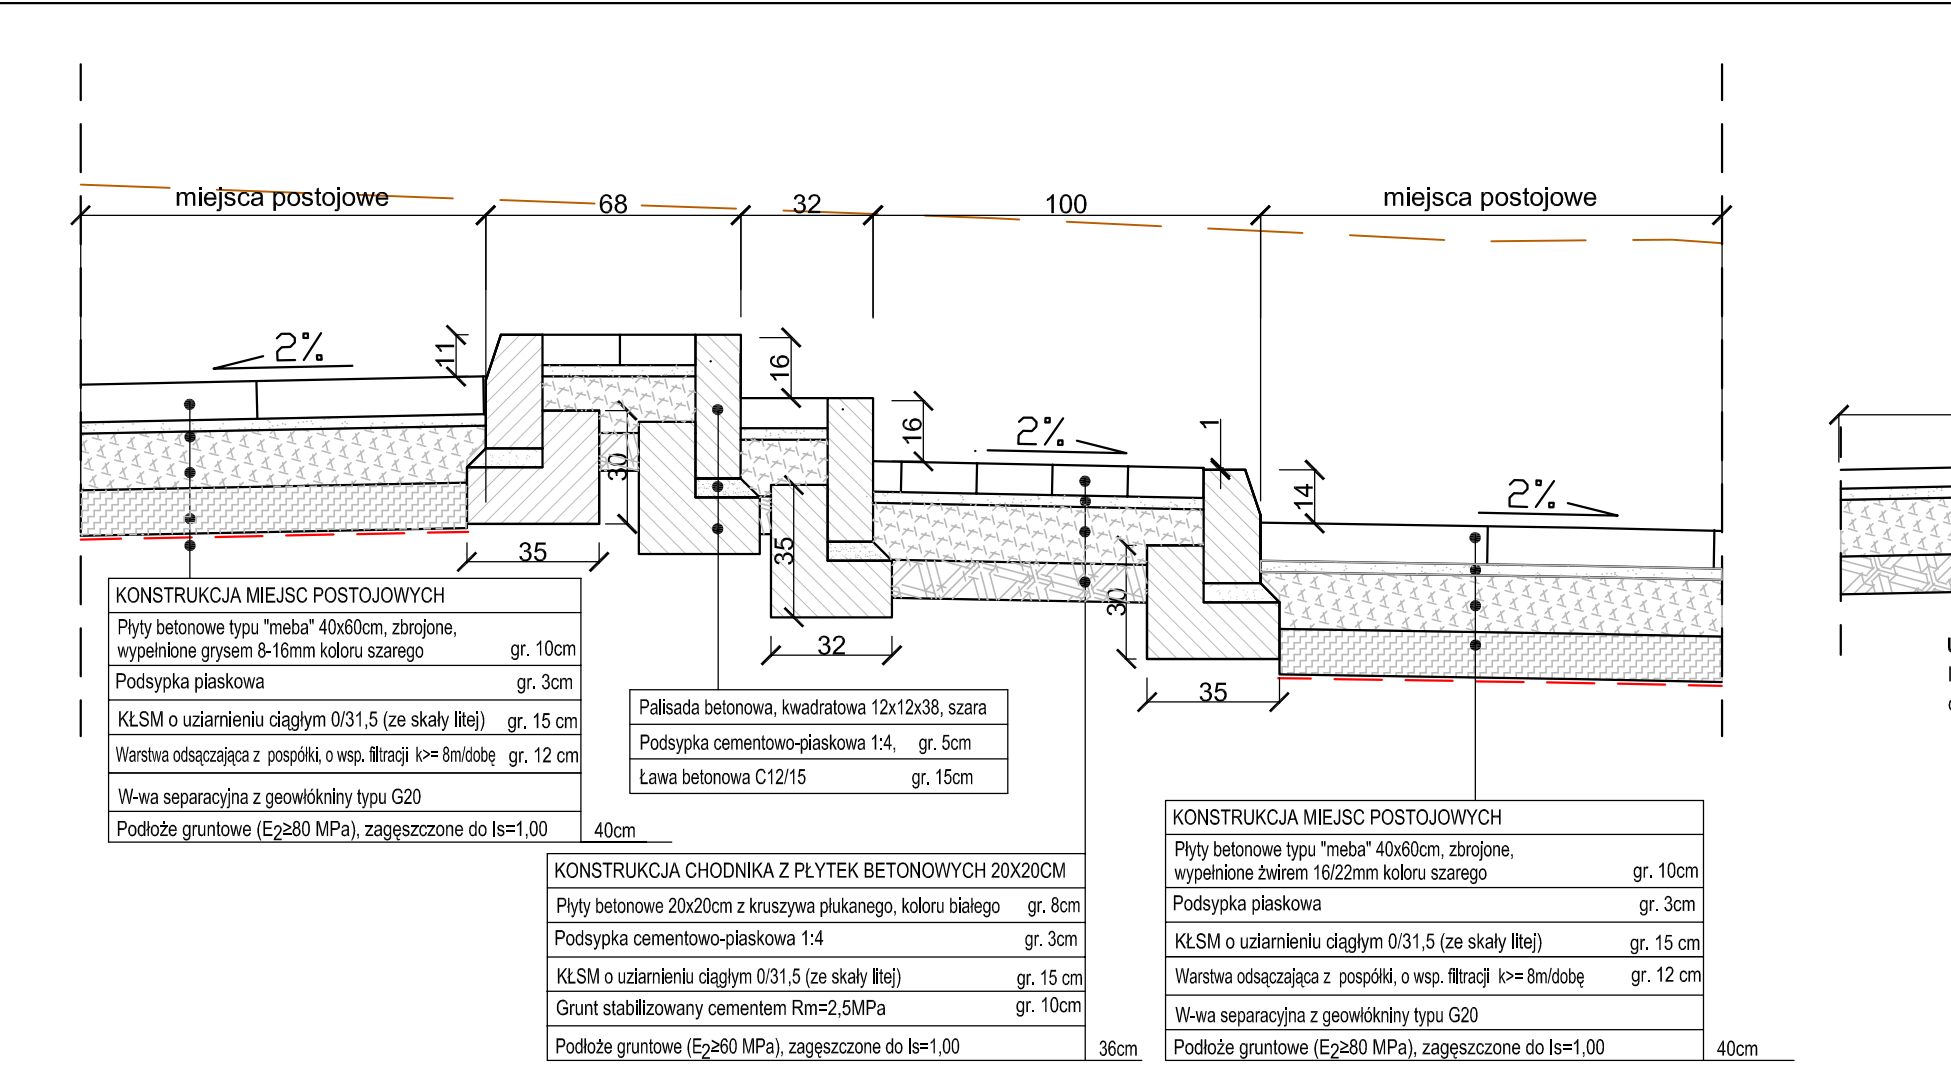 miejsca postojowe
68
32
100
miejsca postojowe
2%
11
16
16
2%
1
14
2%
30
35
35
32
30
35
KONSTRUKCJA MIEJSC POSTOJOWYCH
Płyty betonowe typu "meba" 40x60cm, zbrojone,
wypełnione grysem 8-16mm koloru szarego gr. 10cm
Podsypka piaskowa gr. 3cm
KŁSM o uziarnieniu ciągłym 0/31,5 (ze skały litej) gr. 15 cm
Warstwa odsączająca z pospółki, o wsp. filtracji k>= 8m/dobę gr. 12 cm
W-wa separacyjna z geowłókniny typu G20
Podłoże gruntowe (E2≥80 MPa), zagęszczone do Is=1,00 40cm
Palisada betonowa, kwadratowa 12x12x38, szara
Podsypka cementowo-piaskowa 1:4, gr. 5cm
Ława betonowa C12/15 gr. 15cm
KONSTRUKCJA CHODNIKA Z PŁYTEK BETONOWYCH 20X20CM
Płyty betonowe 20x20cm z kruszywa płukanego, koloru białego gr. 8cm
Podsypka cementowo-piaskowa 1:4 gr. 3cm
KŁSM o uziarnieniu ciągłym 0/31,5 (ze skały litej) gr. 15 cm
Grunt stabilizowany cementem Rm=2,5MPa gr. 10cm
Podłoże gruntowe (E2≥60 MPa), zagęszczone do Is=1,00 36cm
KONSTRUKCJA MIEJSC POSTOJOWYCH
Płyty betonowe typu "meba" 40x60cm, zbrojone,
wypełnione żwirem 16/22mm koloru szarego gr. 10cm
Podsypka piaskowa gr. 3cm
KŁSM o uziarnieniu ciągłym 0/31,5 (ze skały litej) gr. 15 cm
Warstwa odsączająca z pospółki, o wsp. filtracji k>= 8m/dobę gr. 12 cm
W-wa separacyjna z geowłókniny typu G20
Podłoże gruntowe (E2≥80 MPa), zagęszczone do Is=1,00 40cm